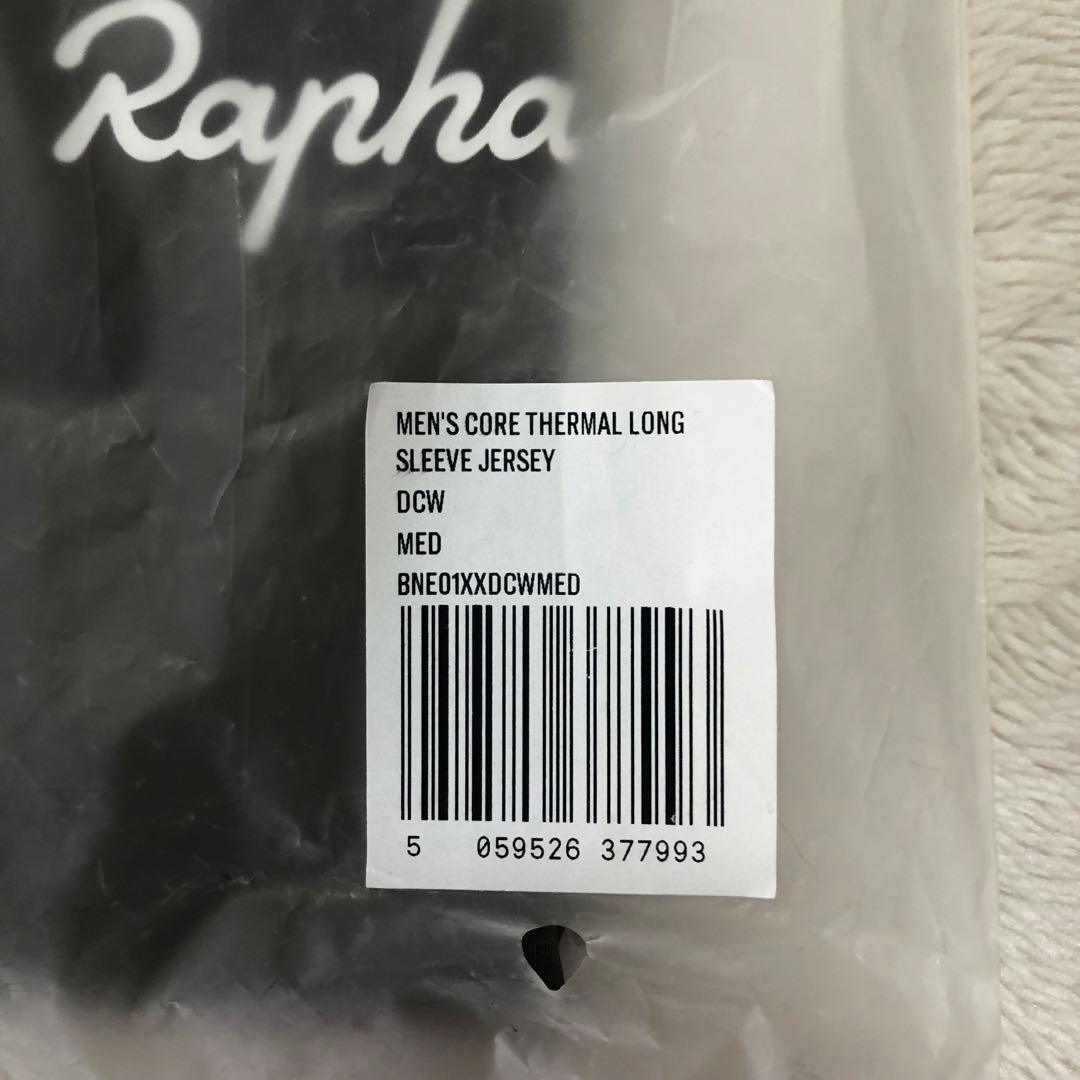 Rapha
MEN'S CORE THERMAL LONG
SLEEVE JERSEY
DCW
MED
BNE01XXDCWMED
5 059526 377993